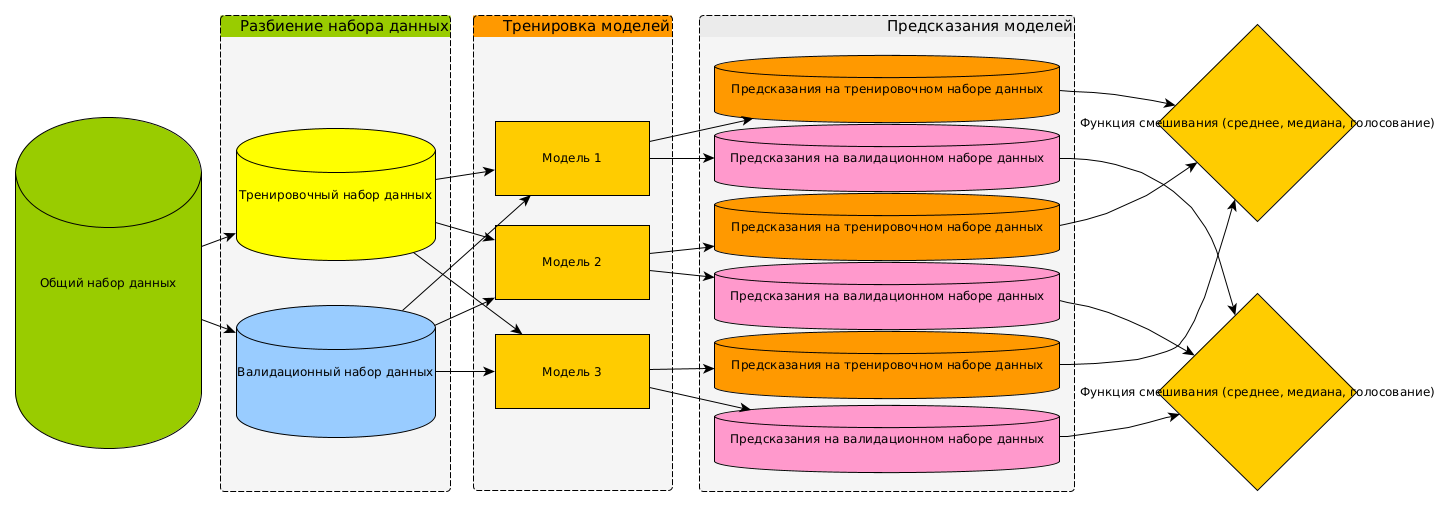 Разбиение набора данных
Тренировка моделей
Предсказания моделей
Общий набор данных
Тренировочный набор данных
Валидационный набор данных
Модель 1
Модель 2
Модель 3
Предсказания на тренировочном наборе данных
Предсказания на валидационном наборе данных
Предсказания на тренировочном наборе данных
Предсказания на валидационном наборе данных
Предсказания на тренировочном наборе данных
Предсказания на валидационном наборе данных
Функция смешивания (среднее, медиана, голосование)
Функция смешивания (среднее, медиана, голосование)